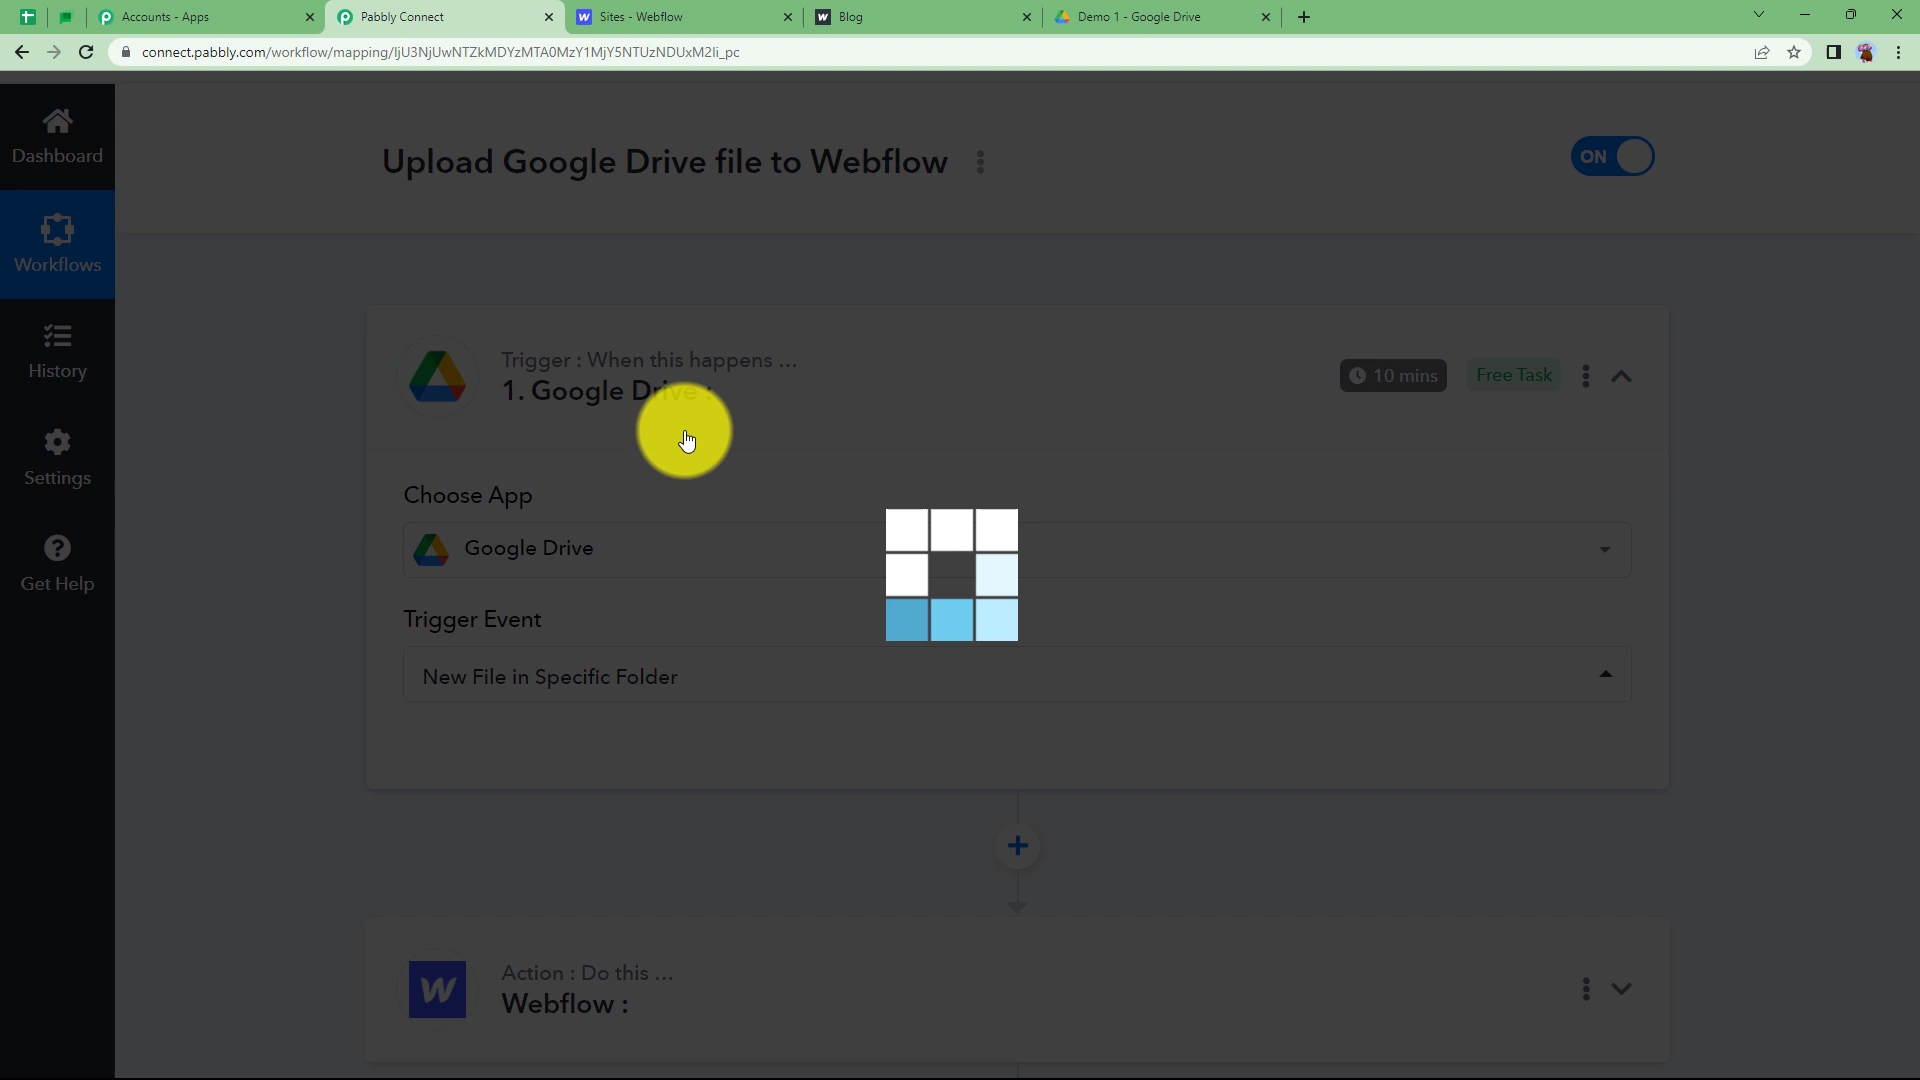 Accounts - Apps
Pabbly Connect
Sites - Webflow
Blog
Demo 1 - Google Drive
connect.pabbly.com/workflow/mapping/IjU3NjUwNTZkMDYzMTA0MzY1MjY5NTUzNDUxM2Ii_pc
Dashboard
Workflows
History
Settings
Get Help
Upload Google Drive file to Webflow
ON
Trigger : When this happens ...
1. Google Drive :
10 mins
Free Task
Choose App
Google Drive
Trigger Event
New File in Specific Folder
Action : Do this ...
Webflow :